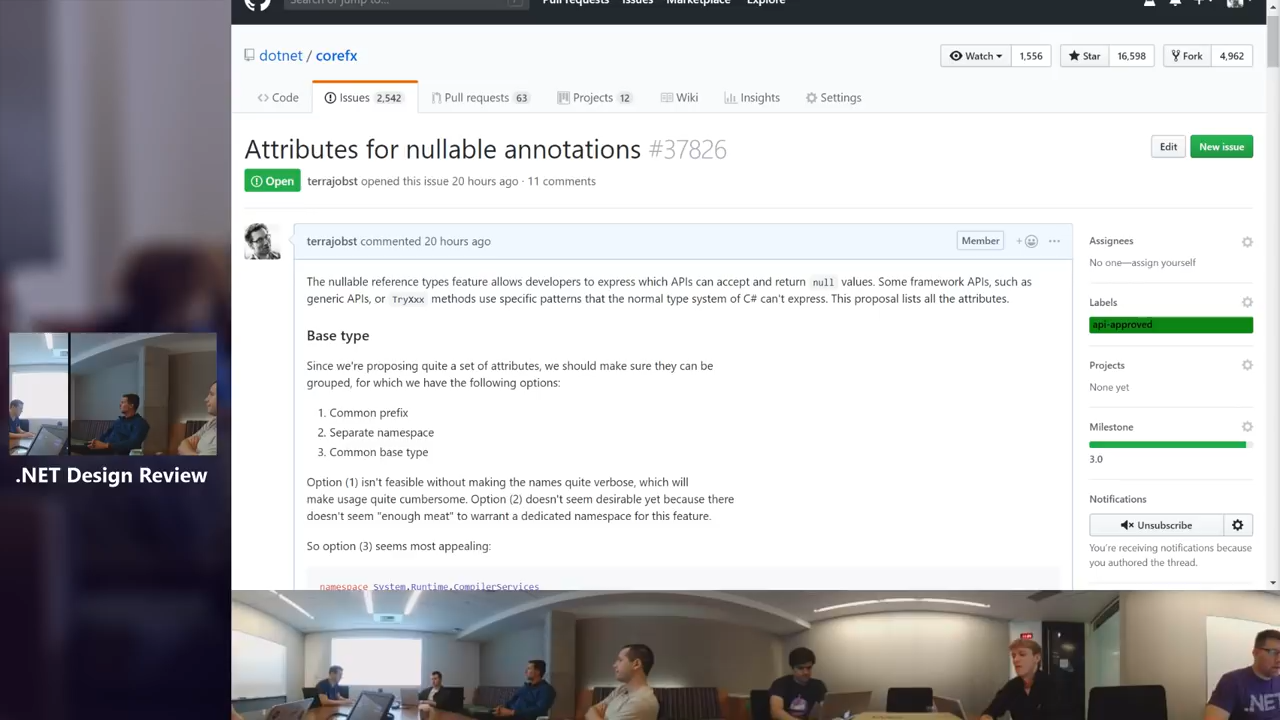 Search or jump to...
/
Pull requests
Issues
Marketplace
Explore
dotnet / corefx
Watch 1,556
Star 16,598
Fork 4,962
Code
Issues 2,542
Pull requests 63
Projects 12
Wiki
Insights
Settings
Attributes for nullable annotations #37826
Edit
New issue
Open
terrajobst opened this issue 20 hours ago · 11 comments
terrajobst commented 20 hours ago
Member
The nullable reference types feature allows developers to express which APIs can accept and return null values. Some framework APIs, such as
generic APIs, or TryXxx methods use specific patterns that the normal type system of C# can't express. This proposal lists all the attributes.
Base type
Since we're proposing quite a set of attributes, we should make sure they can be
grouped, for which we have the following options:
1. Common prefix
2. Separate namespace
3. Common base type
Option (1) isn't feasible without making the names quite verbose, which will
make usage quite cumbersome. Option (2) doesn't seem desirable yet because there
doesn't seem "enough meat" to warrant a dedicated namespace for this feature.
So option (3) seems most appealing:
namespace System.Runtime.CompilerServices
Assignees
No one—assign yourself
Labels
api-approved
Projects
None yet
Milestone
3.0
Notifications
Unsubscribe
You're receiving notifications because
you authored the thread.
.NET Design Review
.NET